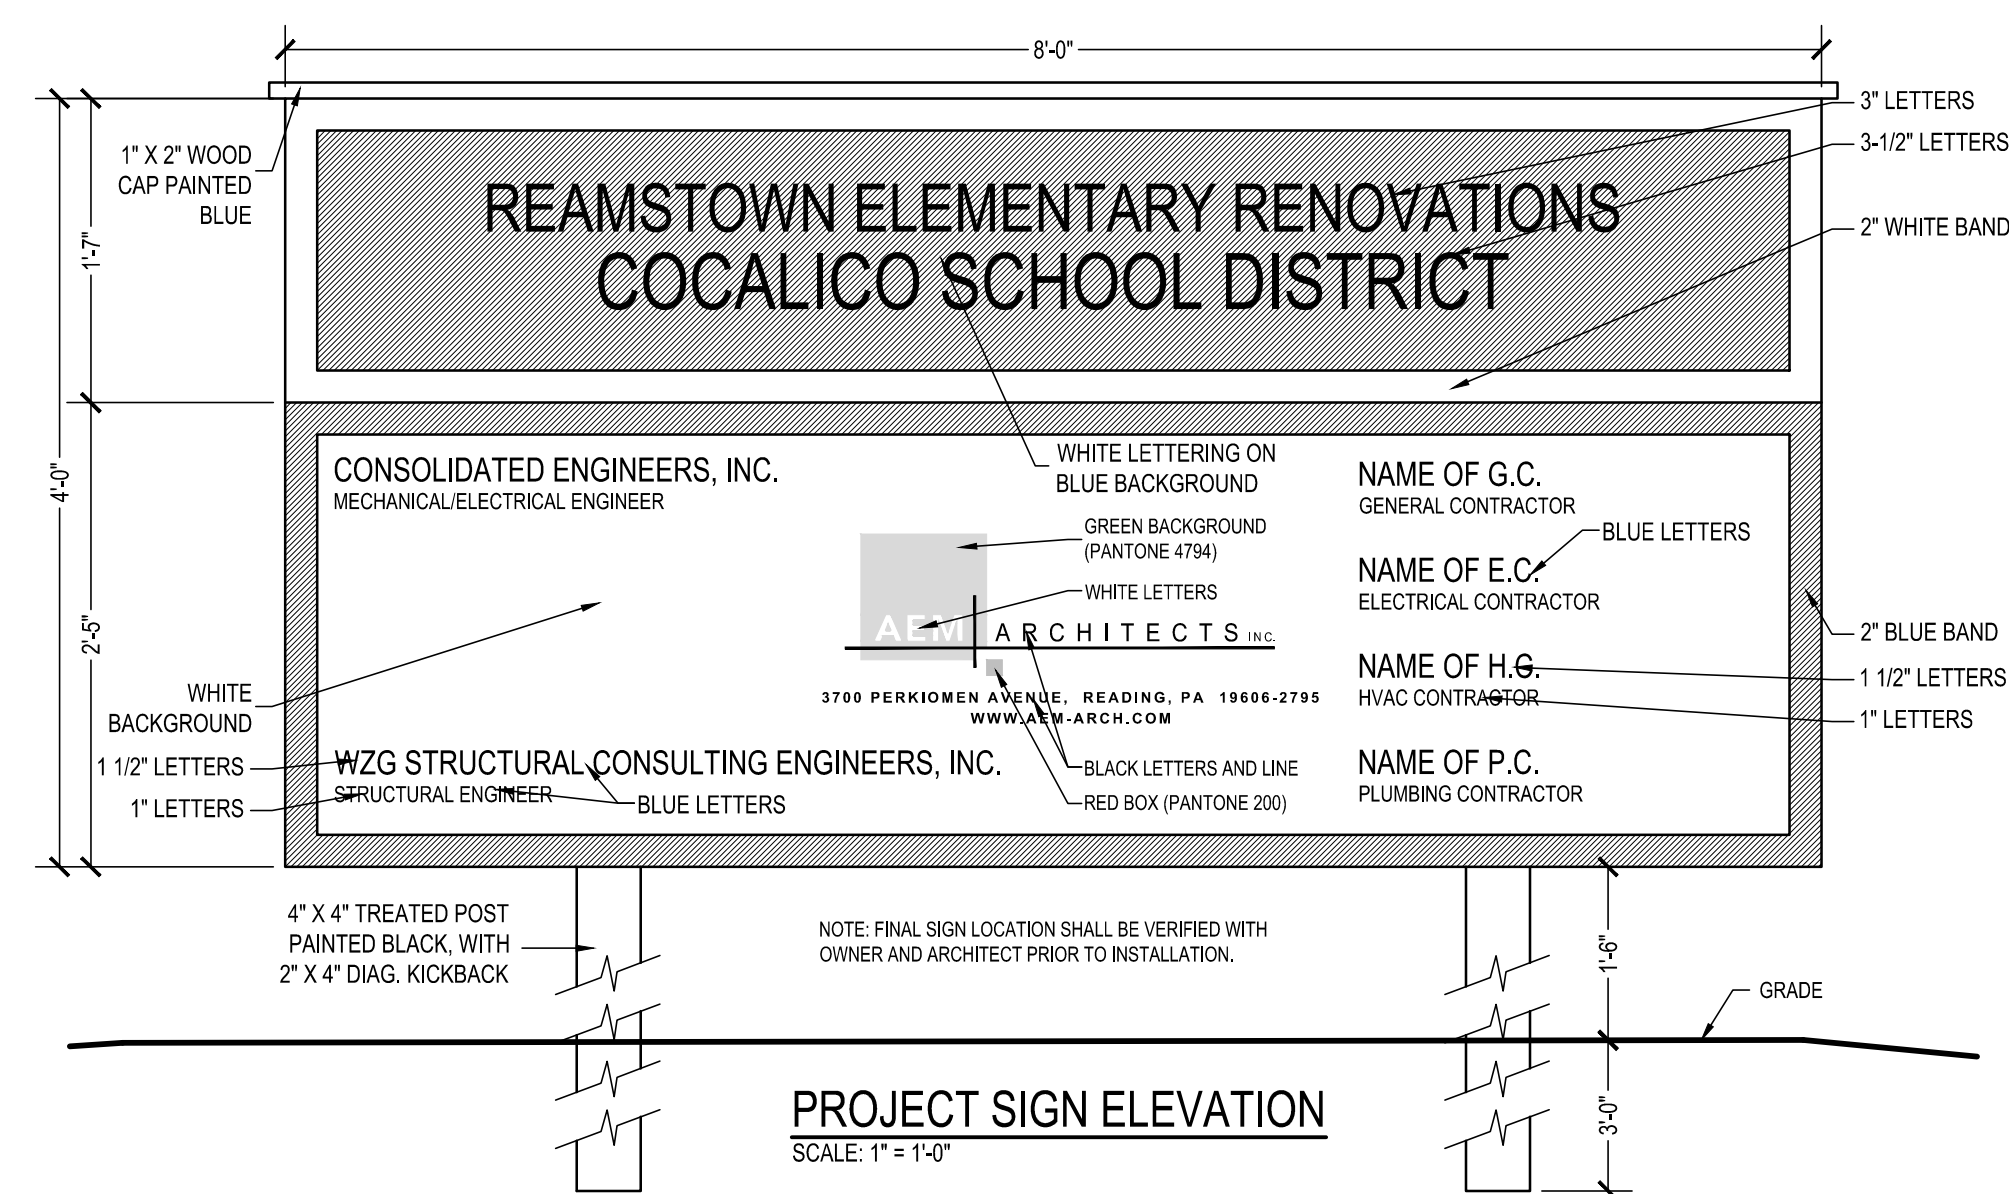 8'-0"
3" LETTERS
3-1/2" LETTERS
2" WHITE BAND
1" X 2" WOOD
CAP PAINTED
BLUE
1'-7"
4'-0"
2'-5"
REAMSTOWN ELEMENTARY RENOVATIONS
COCALICO SCHOOL DISTRICT
CONSOLIDATED ENGINEERS, INC.
MECHANICAL/ELECTRICAL ENGINEER
WHITE LETTERING ON
BLUE BACKGROUND
GREEN BACKGROUND
(PANTONE 4794)
WHITE LETTERS
AEM ARCHITECTS INC.
3700 PERKIOMEN AVENUE, READING, PA 19606-2795
WWW.AEM-ARCH.COM
BLACK LETTERS AND LINE
RED BOX (PANTONE 200)
NAME OF G.C.
GENERAL CONTRACTOR
BLUE LETTERS
NAME OF E.C.
ELECTRICAL CONTRACTOR
NAME OF H.C.
HVAC CONTRACTOR
NAME OF P.C.
PLUMBING CONTRACTOR
2" BLUE BAND
1 1/2" LETTERS
1" LETTERS
WHITE
BACKGROUND
1 1/2" LETTERS
1" LETTERS
WZG STRUCTURAL CONSULTING ENGINEERS, INC.
STRUCTURAL ENGINEER
BLUE LETTERS
4" X 4" TREATED POST
PAINTED BLACK, WITH
2" X 4" DIAG. KICKBACK
NOTE: FINAL SIGN LOCATION SHALL BE VERIFIED WITH
OWNER AND ARCHITECT PRIOR TO INSTALLATION.
1'-6"
GRADE
3'-0"
PROJECT SIGN ELEVATION
SCALE: 1" = 1'-0"